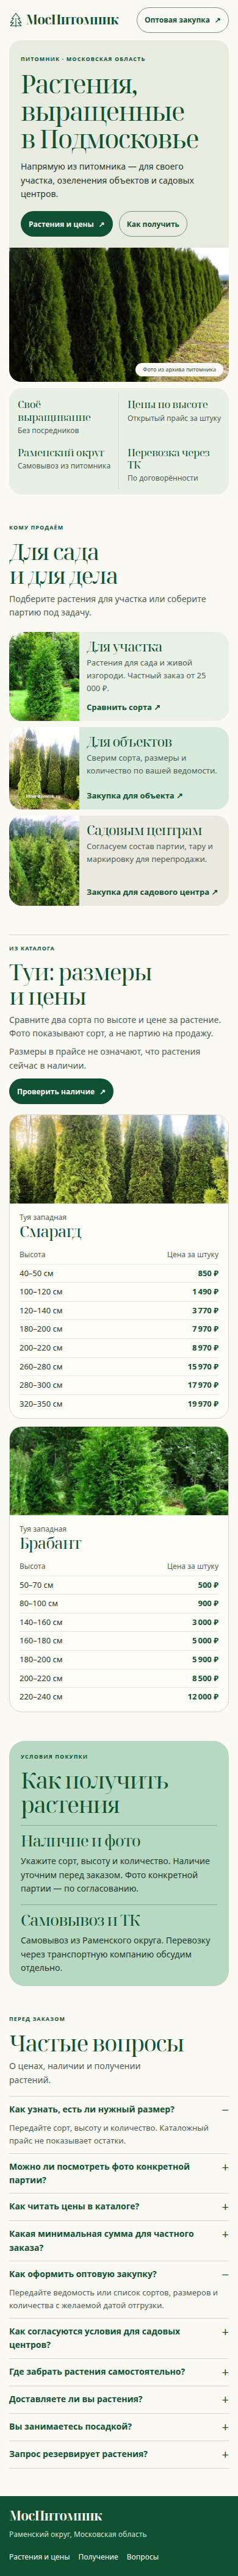 МосПитомник
Оптовая закупка ↗
ПИТОМНИК · МОСКОВСКАЯ ОБЛАСТЬ
Растения,
выращенные
в Подмосковье
Напрямую из питомника — для своего
участка, озеленения объектов и садовых
центров.
Растения и цены ↗
Как получить
Фото из архива питомника
Своё
выращивание
Без посредников
Цены по высоте
Открытый прайс за штуку
Раменский округ
Самовывоз из питомника
Перевозка через
ТК
По договорённости
КОМУ ПРОДАЁМ
Для сада
и для дела
Подберите растения для участка или соберите
партию под задачу.
Для участка
Растения для сада и живой
изгороди. Частный заказ от 25
000 ₽.
Сравнить сорта ↗
Для объектов
Сверим сорта, размеры и
количество по вашей ведомости.
Закупка для объекта ↗
Садовым центрам
Согласуем состав партии, тару и
маркировку для перепродажи.
Закупка для садового центра ↗
ИЗ КАТАЛОГА
Туи: размеры
и цены
Сравните два сорта по высоте и цене за растение.
Фото показывают сорт, а не партию на продажу.
Размеры в прайсе не означают, что растения
сейчас в наличии.
Проверить наличие ↗
Туя западная
Смарагд
Высота Цена за штуку
40–50 см 850 ₽
100–120 см 1 490 ₽
120–140 см 3 770 ₽
180–200 см 7 970 ₽
200–220 см 8 970 ₽
260–280 см 15 970 ₽
280–300 см 17 970 ₽
320–350 см 19 970 ₽
Туя западная
Брабант
Высота Цена за штуку
50–70 см 500 ₽
80–100 см 900 ₽
140–160 см 3 000 ₽
160–180 см 5 000 ₽
180–200 см 5 900 ₽
200–220 см 8 500 ₽
220–240 см 12 000 ₽
УСЛОВИЯ ПОКУПКИ
Как получить
растения
Наличие и фото
Укажите сорт, высоту и количество. Наличие
уточним перед заказом. Фото конкретной
партии — по согласованию.
Самовывоз и ТК
Самовывоз из Раменского округа. Перевозку
через транспортную компанию обсудим
отдельно.
ПЕРЕД ЗАКАЗОМ
Частые вопросы
О ценах, наличии и получении
растений.
Как узнать, есть ли нужный размер? −
Передайте сорт, высоту и количество. Каталожный
прайс не показывает остатки.
Можно ли посмотреть фото конкретной
партии? +
Как читать цены в каталоге? +
Какая минимальная сумма для частного
заказа? +
Как оформить оптовую закупку? −
Передайте ведомость или список сортов, размеров и
количества с желаемой датой отгрузки.
Как согласуются условия для садовых
центров? +
Где забрать растения самостоятельно? +
Доставляете ли вы растения? +
Вы занимаетесь посадкой? +
Запрос резервирует растения? +
МосПитомник
Раменский округ, Московская область
Растения и цены Получение Вопросы